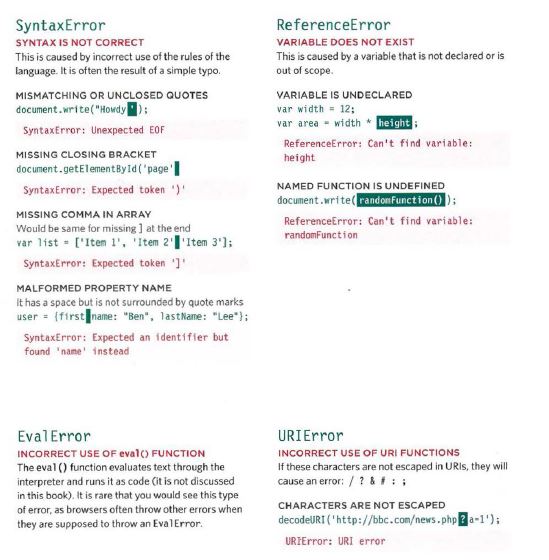 SyntaxError
SYNTAX IS NOT CORRECT
This is caused by incorrect use of the rules of the
language. It is often the result of a simple typo.
MISMATCHING OR UNCLOSED QUOTES
document.write("Howdy');
SyntaxError: Unexpected EOF
MISSING CLOSING BRACKET
document.getElementById('page'
SyntaxError: Expected token ')'
MISSING COMMA IN ARRAY
Would be same for missing ] at the end
var list = ['Item 1', 'Item 2' 'Item 3'];
SyntaxError: Expected token ']'
MALFORMED PROPERTY NAME
It has a space but is not surrounded by quote marks
user = {first name: "Ben", lastName: "Lee"};
SyntaxError: Expected an identifier but
found 'name' instead
ReferenceError
VARIABLE DOES NOT EXIST
This is caused by a variable that is not declared or is
out of scope.
VARIABLE IS UNDECLARED
var width = 12;
var area = width * height;
ReferenceError: Can't find variable:
height
NAMED FUNCTION IS UNDEFINED
document.write(randomFunction());
ReferenceError: Can't find variable:
randomFunction
EvalError
INCORRECT USE OF eval() FUNCTION
The eval() function evaluates text through the
interpreter and runs it as code (it is not discussed
in this book). It is rare that you would see this type
of error, as browsers often throw other errors when
they are supposed to throw an EvalError.
URIError
INCORRECT USE OF URI FUNCTIONS
If these characters are not escaped in URIs, they will
cause an error: / ? & # : ;
CHARACTERS ARE NOT ESCAPED
decodeURI('http://bbc.com/news.php?a=1');
URIError: URI error